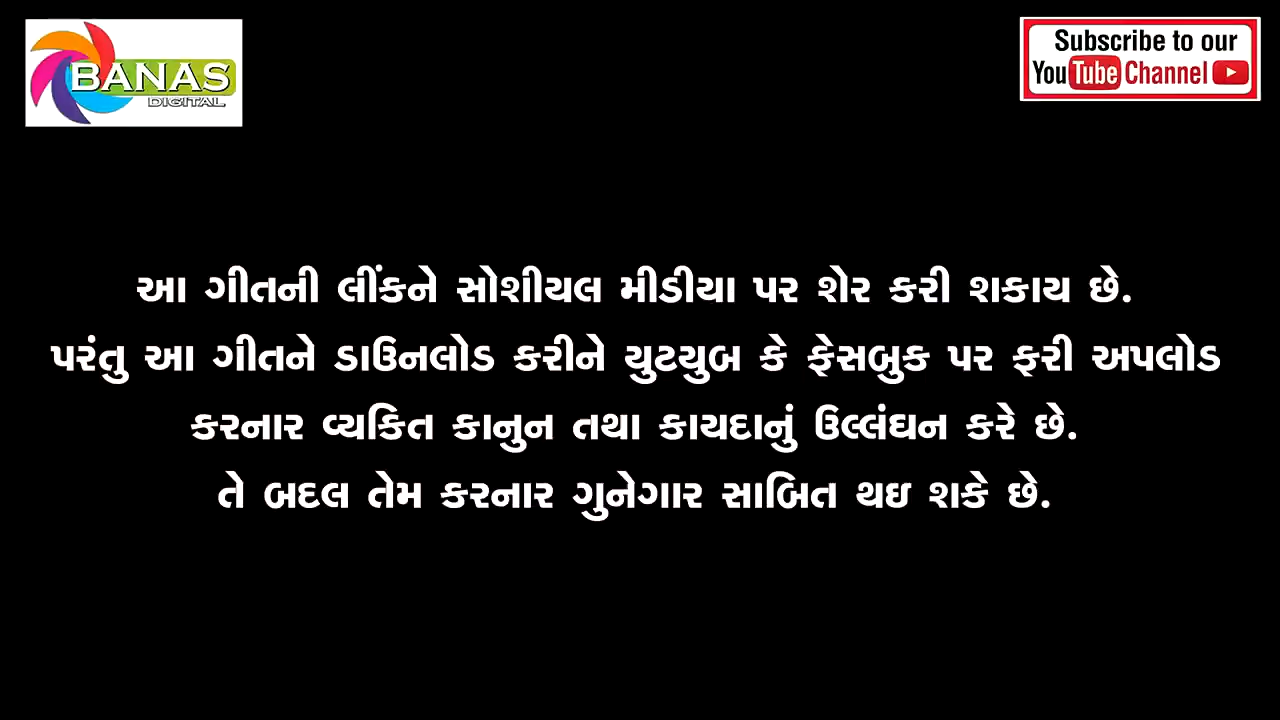 BANAS
DIGITAL
Subscribe to our
YouTube Channel
આ ગીતની લીંકને સોશીયલ મીડીયા પર શેર કરી શકાય છે.
પરંતુ આ ગીતને ડાઉનલોડ કરીને યુટયુબ કે ફેસબુક પર ફરી અપલોડ
કરનાર વ્યકિત કાનુન તથા કાયદાનું ઉલ્લંઘન કરે છે.
તે બદલ તેમ કરનાર ગુનેગાર સાબિત થઇ શકે છે.